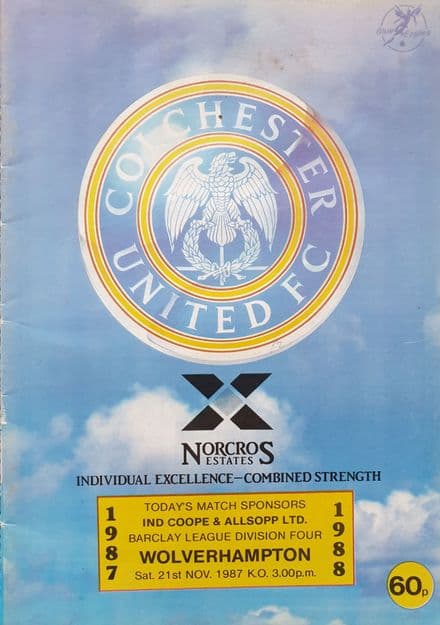 COLCHESTER
UNITED FC
NORCROS
ESTATES
INDIVIDUAL EXCELLENCE—COMBINED STRENGTH
1987
TODAY'S MATCH SPONSORS
IND COOPE & ALLSOPP LTD.
BARCLAY LEAGUE DIVISION FOUR
WOLVERHAMPTON
Sat. 21st NOV. 1987 K.O. 3.00p.m.
1988
60p